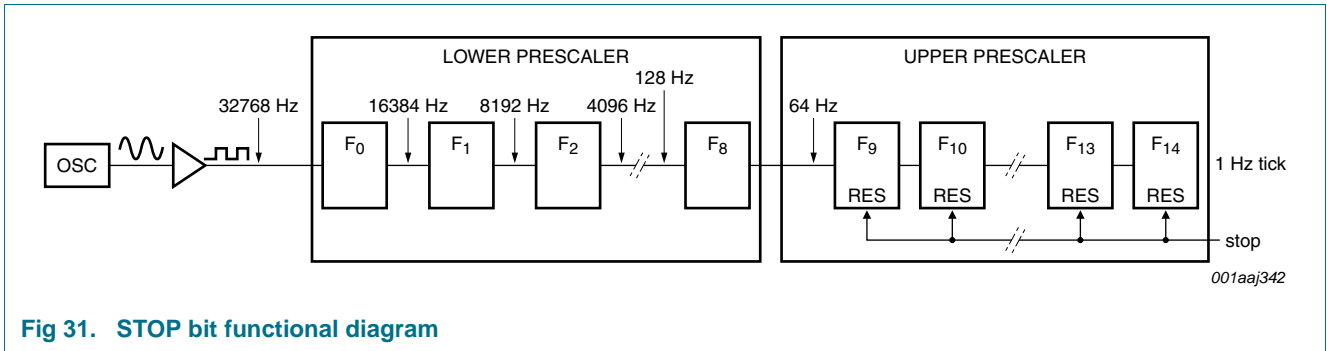 LOWER PRESCALER
UPPER PRESCALER
128 Hz
32768 Hz
16384 Hz
8192 Hz
4096 Hz
64 Hz
OSC
F0
F1
F2
F8
F9
F10
F13
F14
1 Hz tick
RES
RES
RES
RES
stop
001aaj342
Fig 31. STOP bit functional diagram